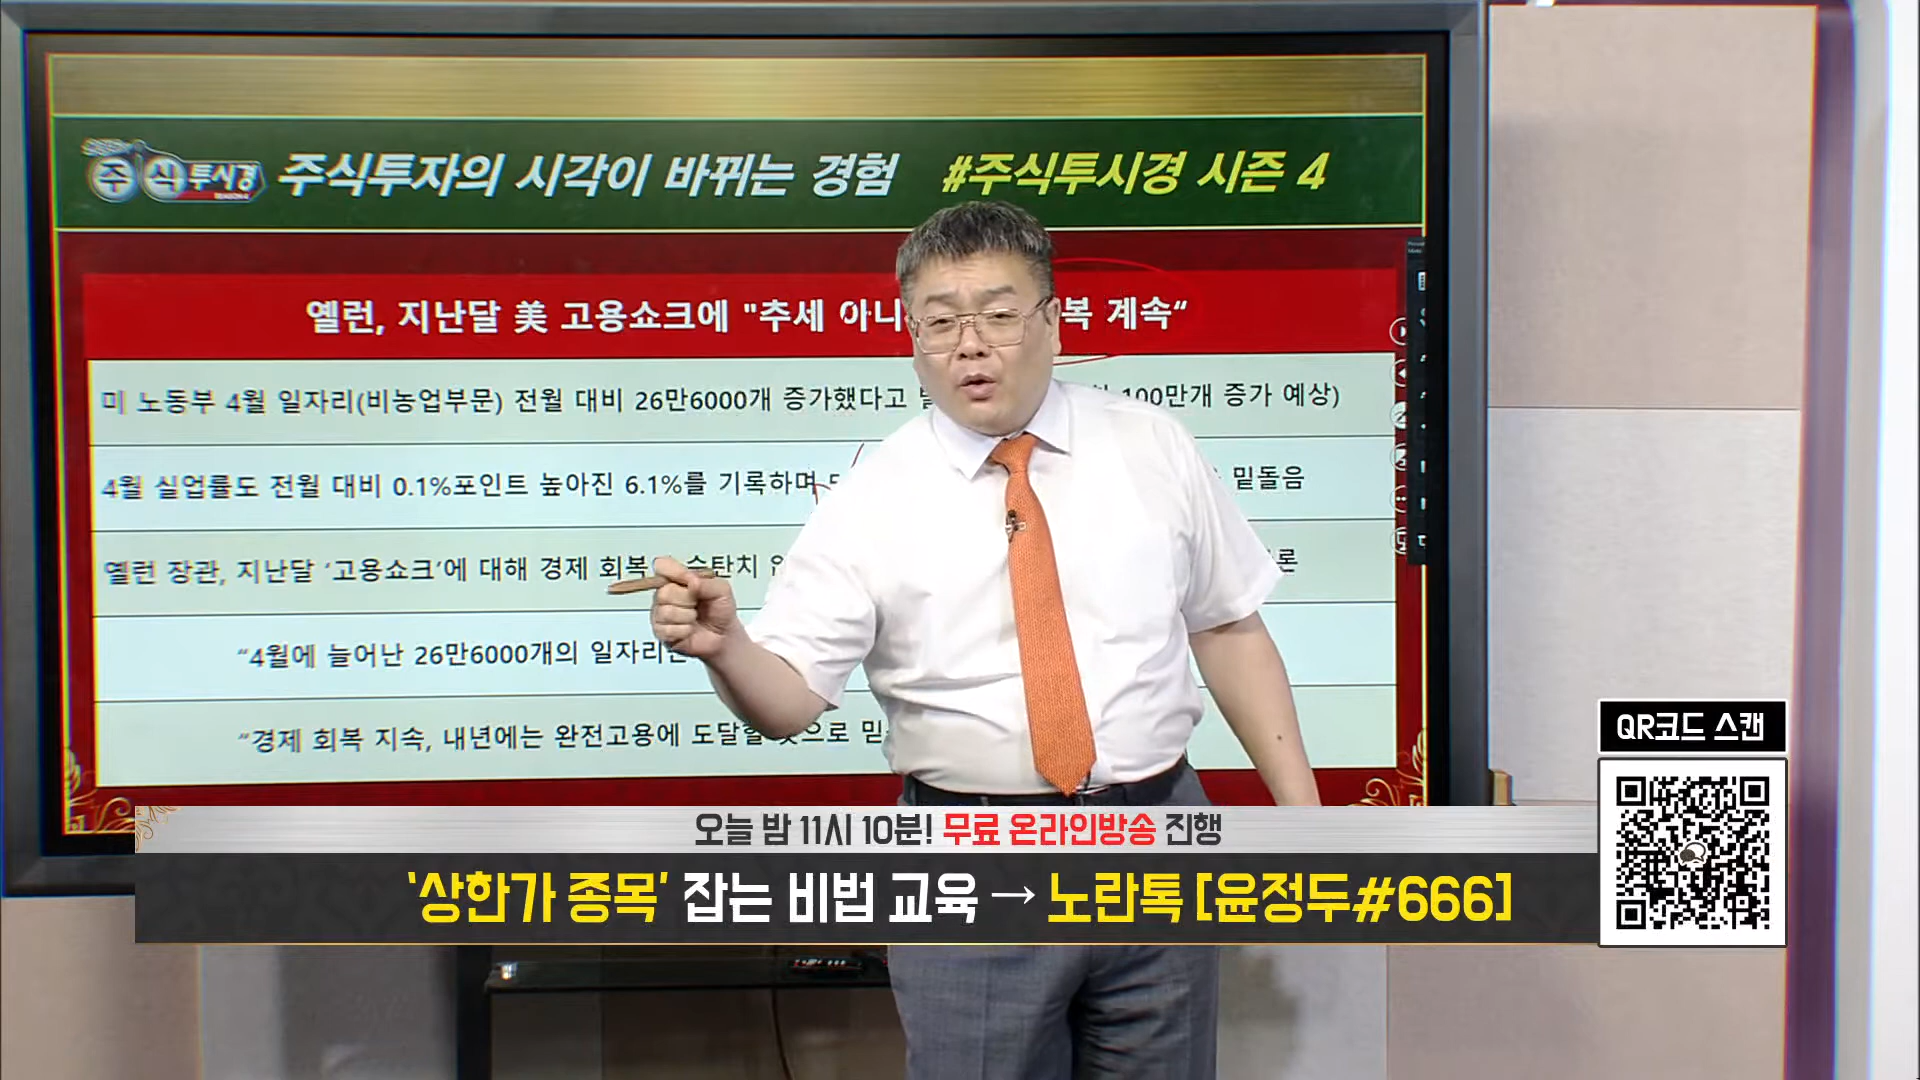 주식투시경 주식투자의 시각이 바뀌는 경험 #주식투시경 시즌 4
옐런, 지난달 美 고용쇼크에 "추세 아니 복 계속“
미 노동부 4월 일자리(비농업부문) 전월 대비 26만6000개 증가했다고 100만개 증가 예상)
4월 실업률도 전월 대비 0.1%포인트 높아진 6.1%를 기록하며 밑돌음
옐런 장관, 지난달 ‘고용쇼크’에 대해 경제 회복 순탄치 론
“4월에 늘어난 26만6000개의 일자리
“경제 회복 지속, 내년에는 완전고용에 도달할 것으로 믿
QR코드 스캔
오늘 밤 11시 10분! 무료 온라인방송 진행
‘상한가 종목’ 잡는 비법 교육 → 노란톡 [윤정두#666]